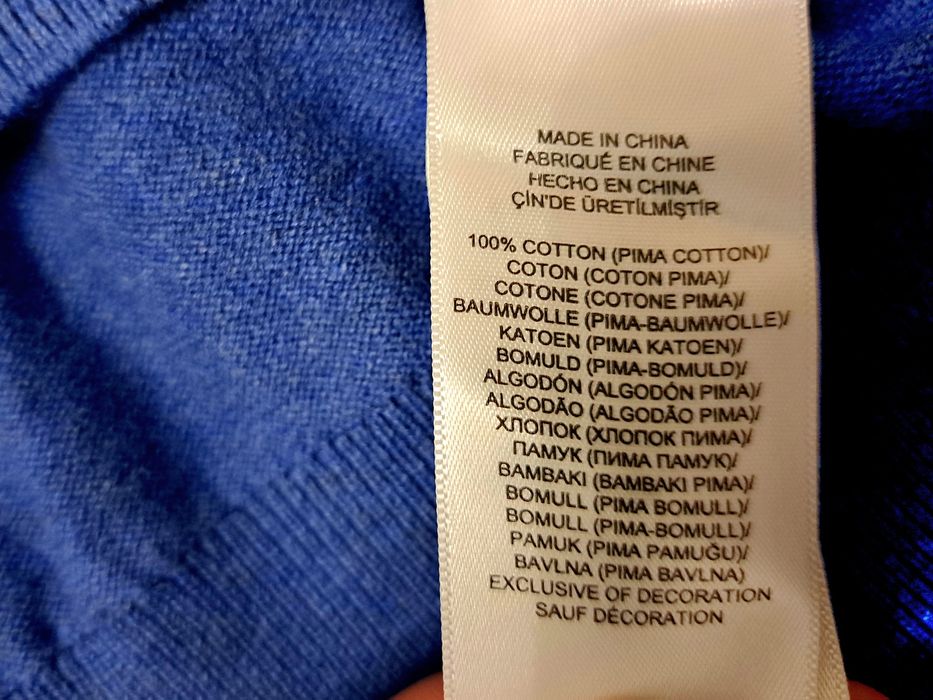 MADE IN CHINA
FABRIQUÉ EN CHINE
HECHO EN CHINA
ÇİN'DE ÜRETİLMİŞTİR
100% COTTON (PIMA COTTON)/
COTON (COTON PIMA)/
COTONE (COTONE PIMA)/
BAUMWOLLE (PIMA-BAUMWOLLE)/
KATOEN (PIMA KATOEN)/
BOMULD (PIMA-BOMULD)/
ALGODÓN (ALGODÓN PIMA)/
ALGODÃO (ALGODÃO PIMA)/
ХЛОПОК (ХЛОПОК ПИМА)/
ПАМУК (ПИМА ПАМУК)/
BAMBAKI (BAMBAKI PIMA)/
BOMULL (PIMA BOMULL)/
BOMULL (PIMA-BOMULL)/
PAMUK (PIMA PAMUĞU)/
BAVLNA (PIMA BAVLNA)
EXCLUSIVE OF DECORATION
SAUF DÉCORATION